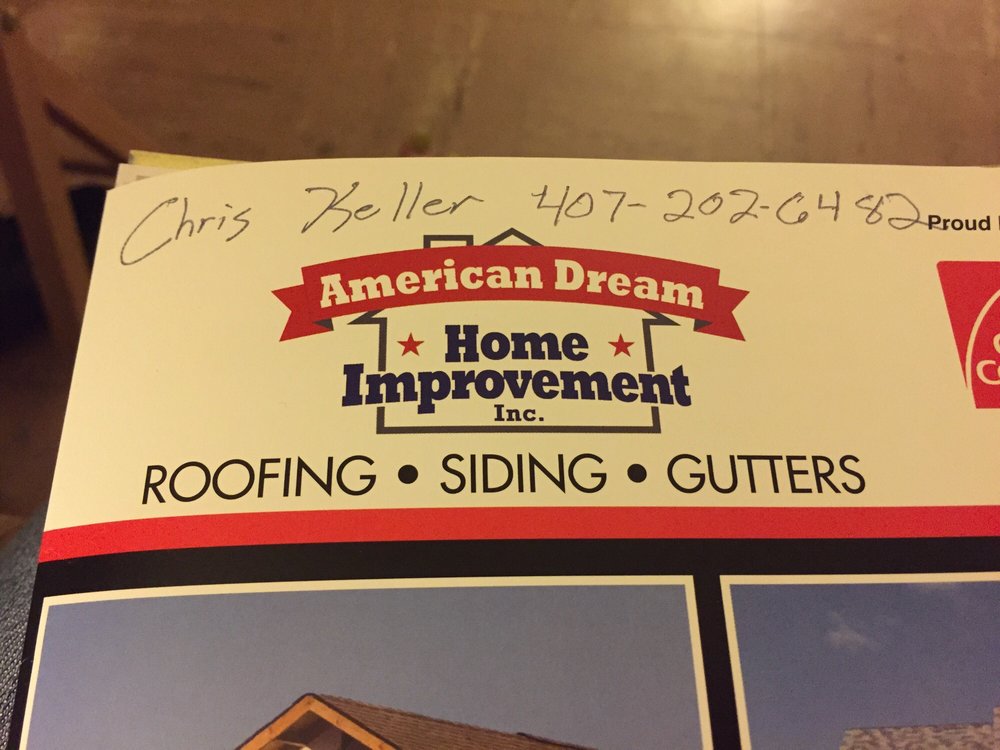 Chris Keller 407-202-6482
Proud
American Dream
Home
Improvement
Inc.
ROOFING • SIDING • GUTTERS